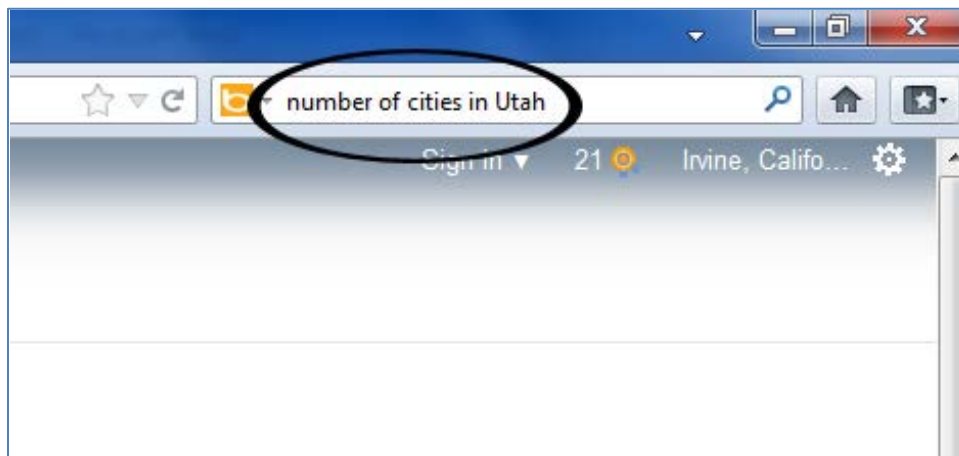 number of cities in Utah
Sign in 21 Irvine, Califo...